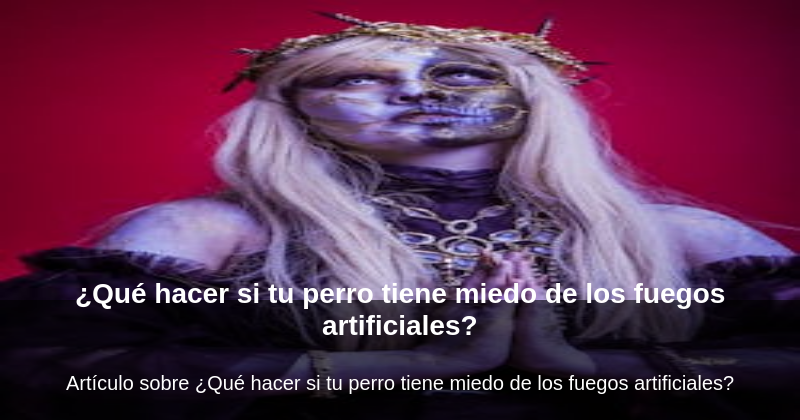 ¿Qué hacer si tu perro tiene miedo de los fuegos
artificiales?
Artículo sobre ¿Qué hacer si tu perro tiene miedo de los fuegos artificiales?